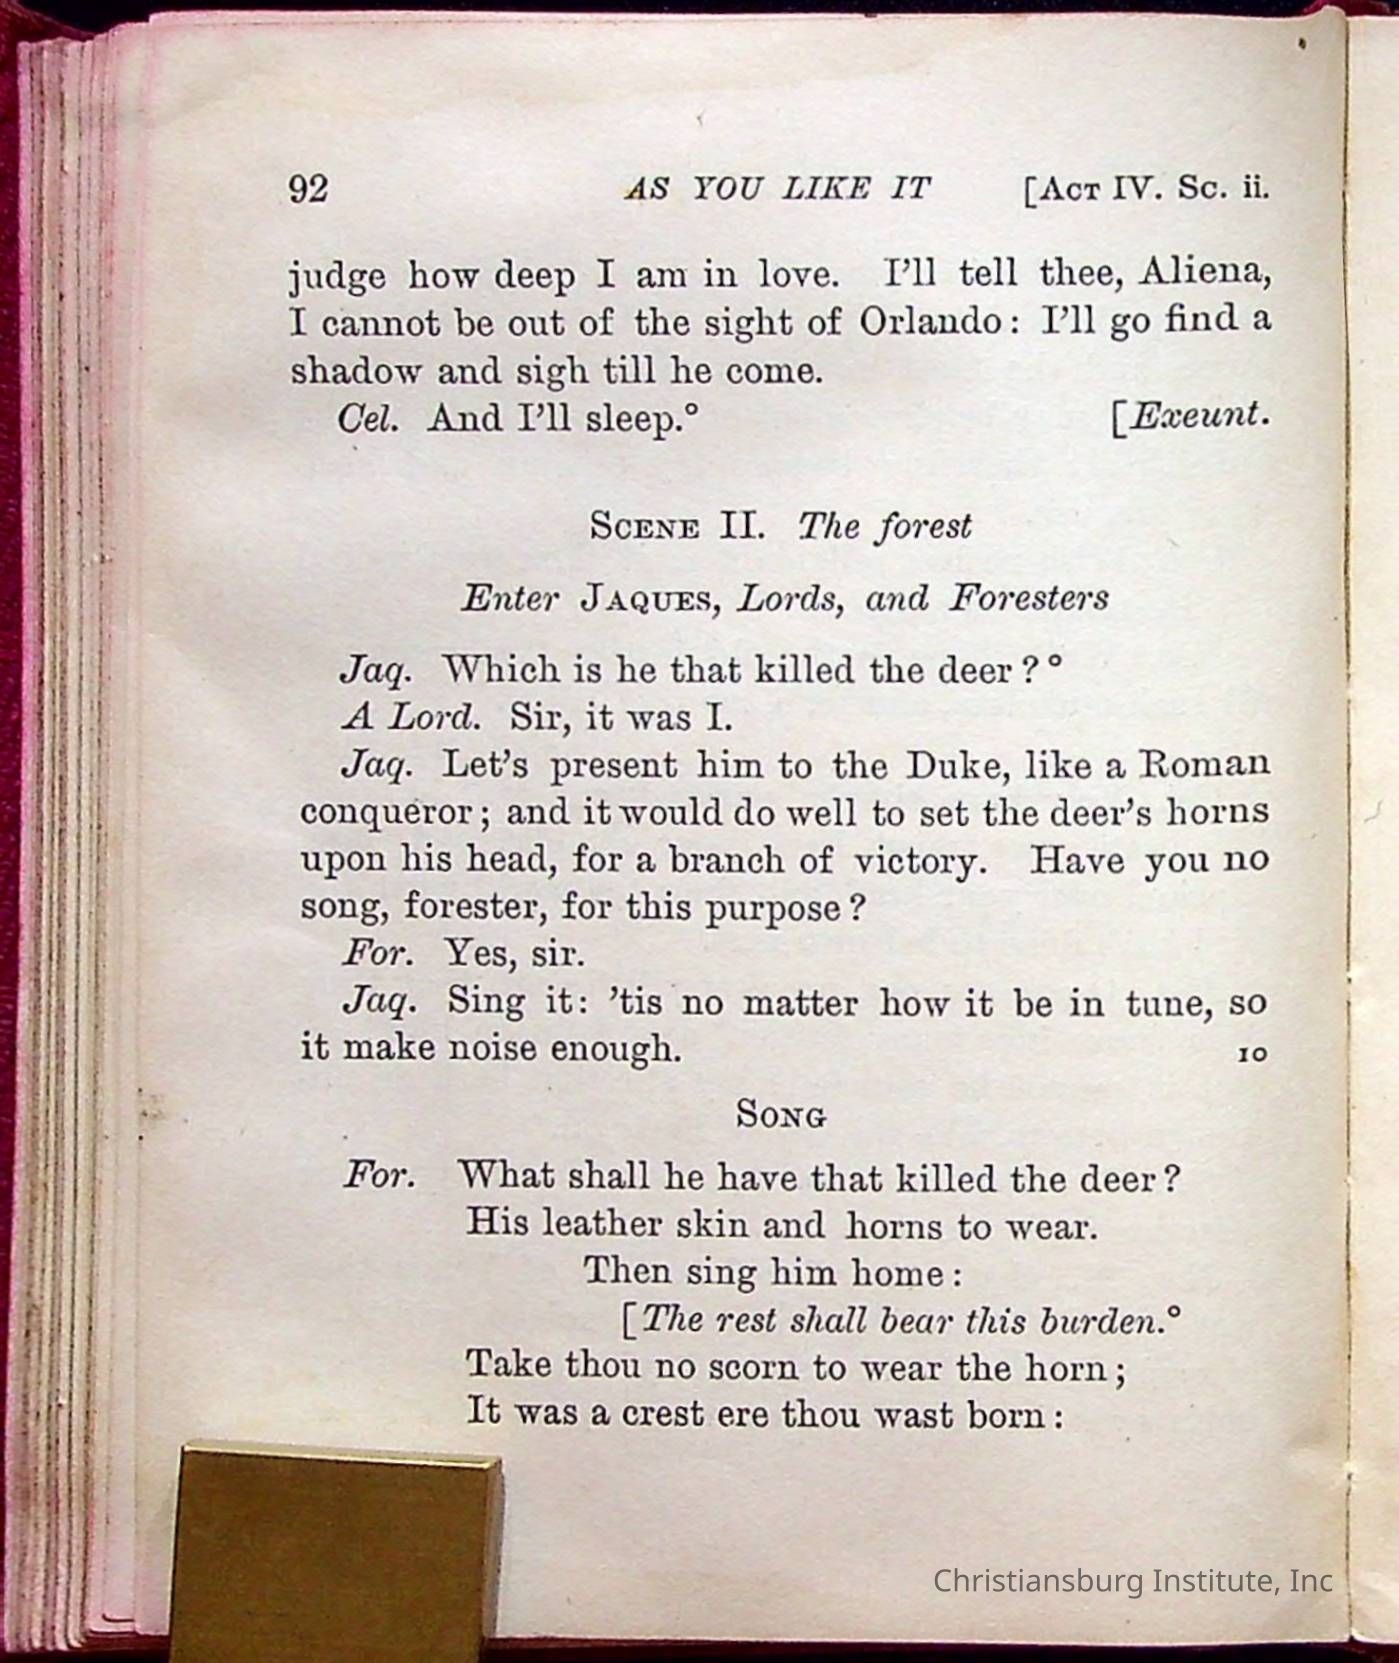 92 AS YOU LIKE IT [ACT IV. Sc. ii.
judge how deep I am in love. I'll tell thee, Aliena,
I cannot be out of the sight of Orlando: I'll go find a
shadow and sigh till he come.
Cel. And I'll sleep.° [Exeunt.
SCENE II. The forest
Enter JAQUES, Lords, and Foresters
Jaq. Which is he that killed the deer?°
A Lord. Sir, it was I.
Jaq. Let's present him to the Duke, like a Roman
conqueror; and it would do well to set the deer's horns
upon his head, for a branch of victory. Have you no
song, forester, for this purpose?
For. Yes, sir.
Jaq. Sing it: 'tis no matter how it be in tune, so
it make noise enough. 10
SONG
For. What shall he have that killed the deer?
His leather skin and horns to wear.
Then sing him home:
[The rest shall bear this burden.°
Take thou no scorn to wear the horn;
It was a crest ere thou wast born:
Christiansburg Institute, Inc